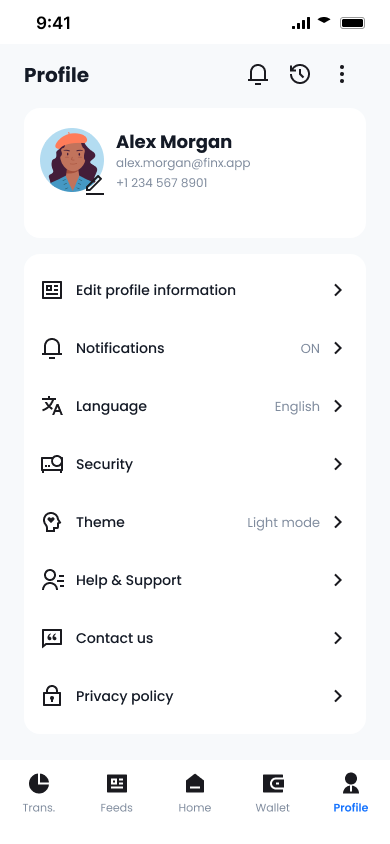 9:41
Profile
Alex Morgan
alex.morgan@finx.app
+1 234 567 8901
Edit profile information
Notifications ON
Language English
Security
Theme Light mode
Help & Support
Contact us
Privacy policy
Trans. Feeds Home Wallet Profile